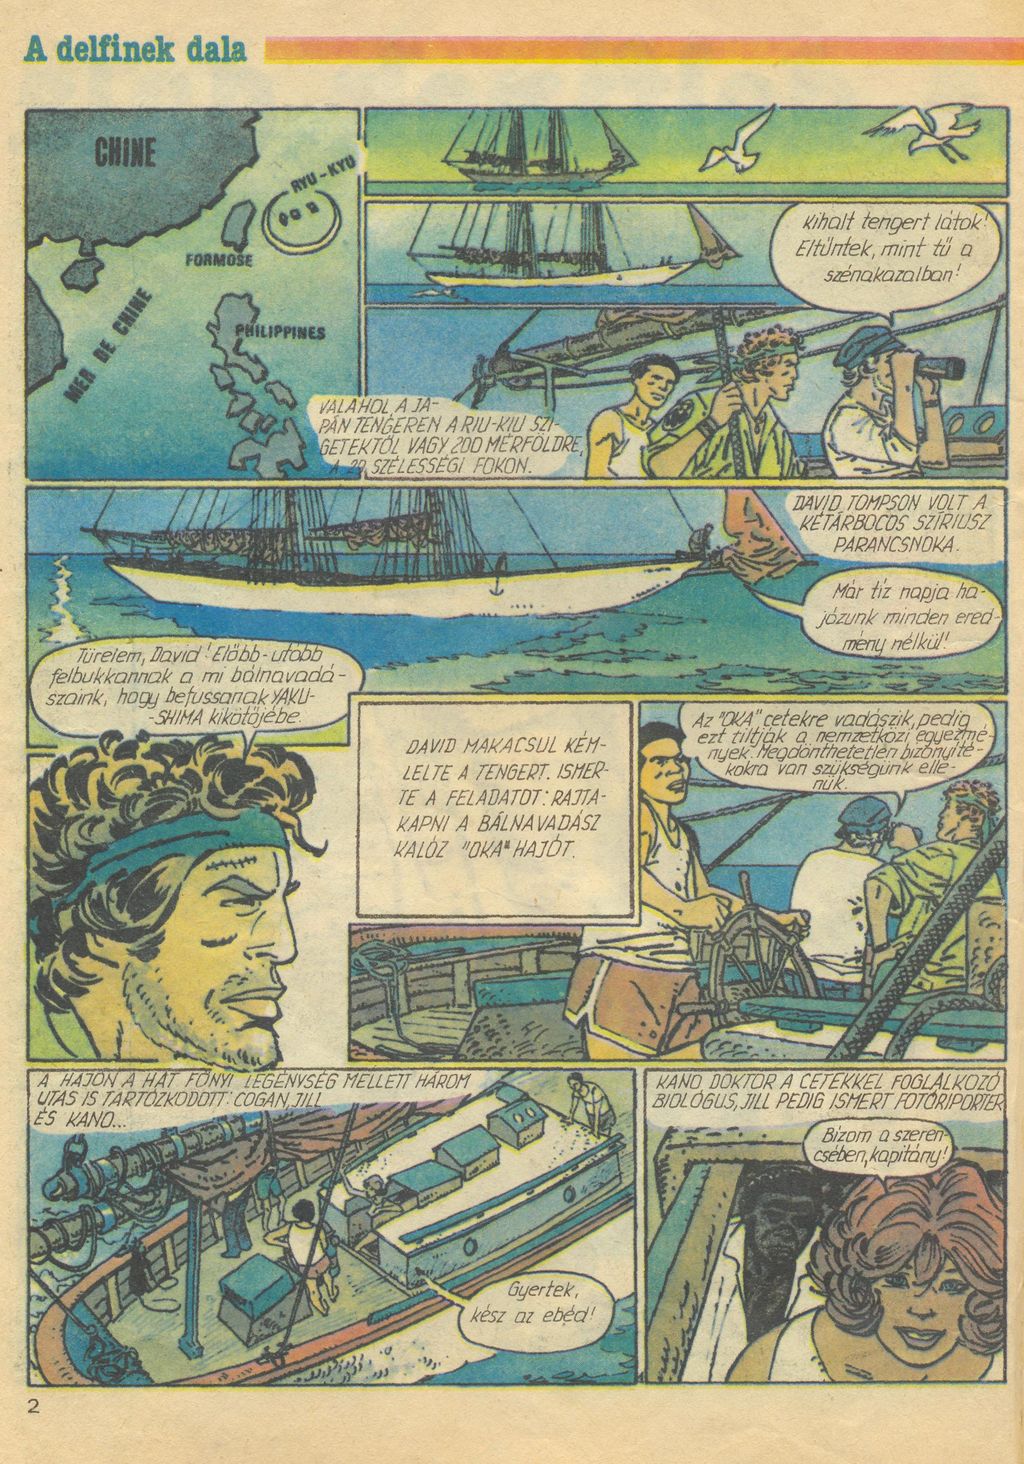 A delfinek dala
CHINE
RYU-KYU
FORMOSE
MER DE CHINE
PHILIPPINES
VALAHOL A JA-
PÁN TENGEREN A RIU-KIU SZI-
GETEKTŐL VAGY 200 MÉRFÖLDRE,
A SZÉLESSÉGI FOKON.
Kihalt tengert látok!
Eltűntek, mint tű a
szénakazalban!
DAVID TOMPSON VOLT A
KÉTÁRBOCOS SZÍRIUSZ
PARANCSNOKA.
Már tíz napja ha-
józunk minden ered-
mény nélkül!
Türelem, David! Előbb-utóbb
felbukkannak a mi bálnavadá-
szaink, hogy befussanak YAKU-
-SHIMA kikötőjébe.
DAVID MAKACSUL KÉM-
LELTE A TENGERT. ISMER-
TE A FELADATOT: RAJTA-
KAPNI A BÁLNAVADÁSZ
KALÓZ "OKA" HAJÓT.
Az "OKA" cetekre vadászik, pedig
ezt tiltják a nemzetközi egyezmé-
nyek. Megdönthetetlen bizonyíté-
kokra van szükségünk elle-
nük.
A HAJÓN A HÁT FŐNYI LEGÉNYSÉG MELLETT HÁROM
UTAS IS TARTÓZKODOTT: COGAN, JILL
ÉS KANO...
Gyertek,
kész az ebéd!
KANO DOKTOR A CETEKKEL FOGLALKOZÓ
BIOLÓGUS, JILL PEDIG ISMERT FOTÓRIPORTER
Bízom a szeren-
csében, kapitány!
2